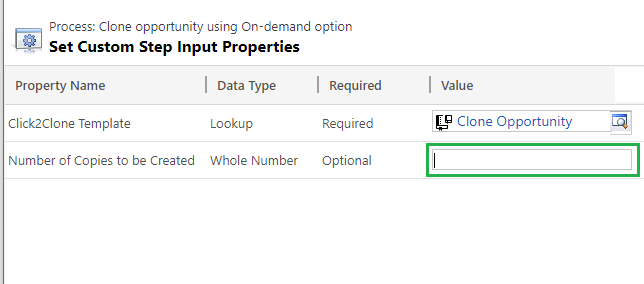 Process: Clone opportunity using On-demand option
Set Custom Step Input Properties
Property Name Data Type Required Value
Click2Clone Template Lookup Required Clone Opportunity
Number of Copies to be Created Whole Number Optional